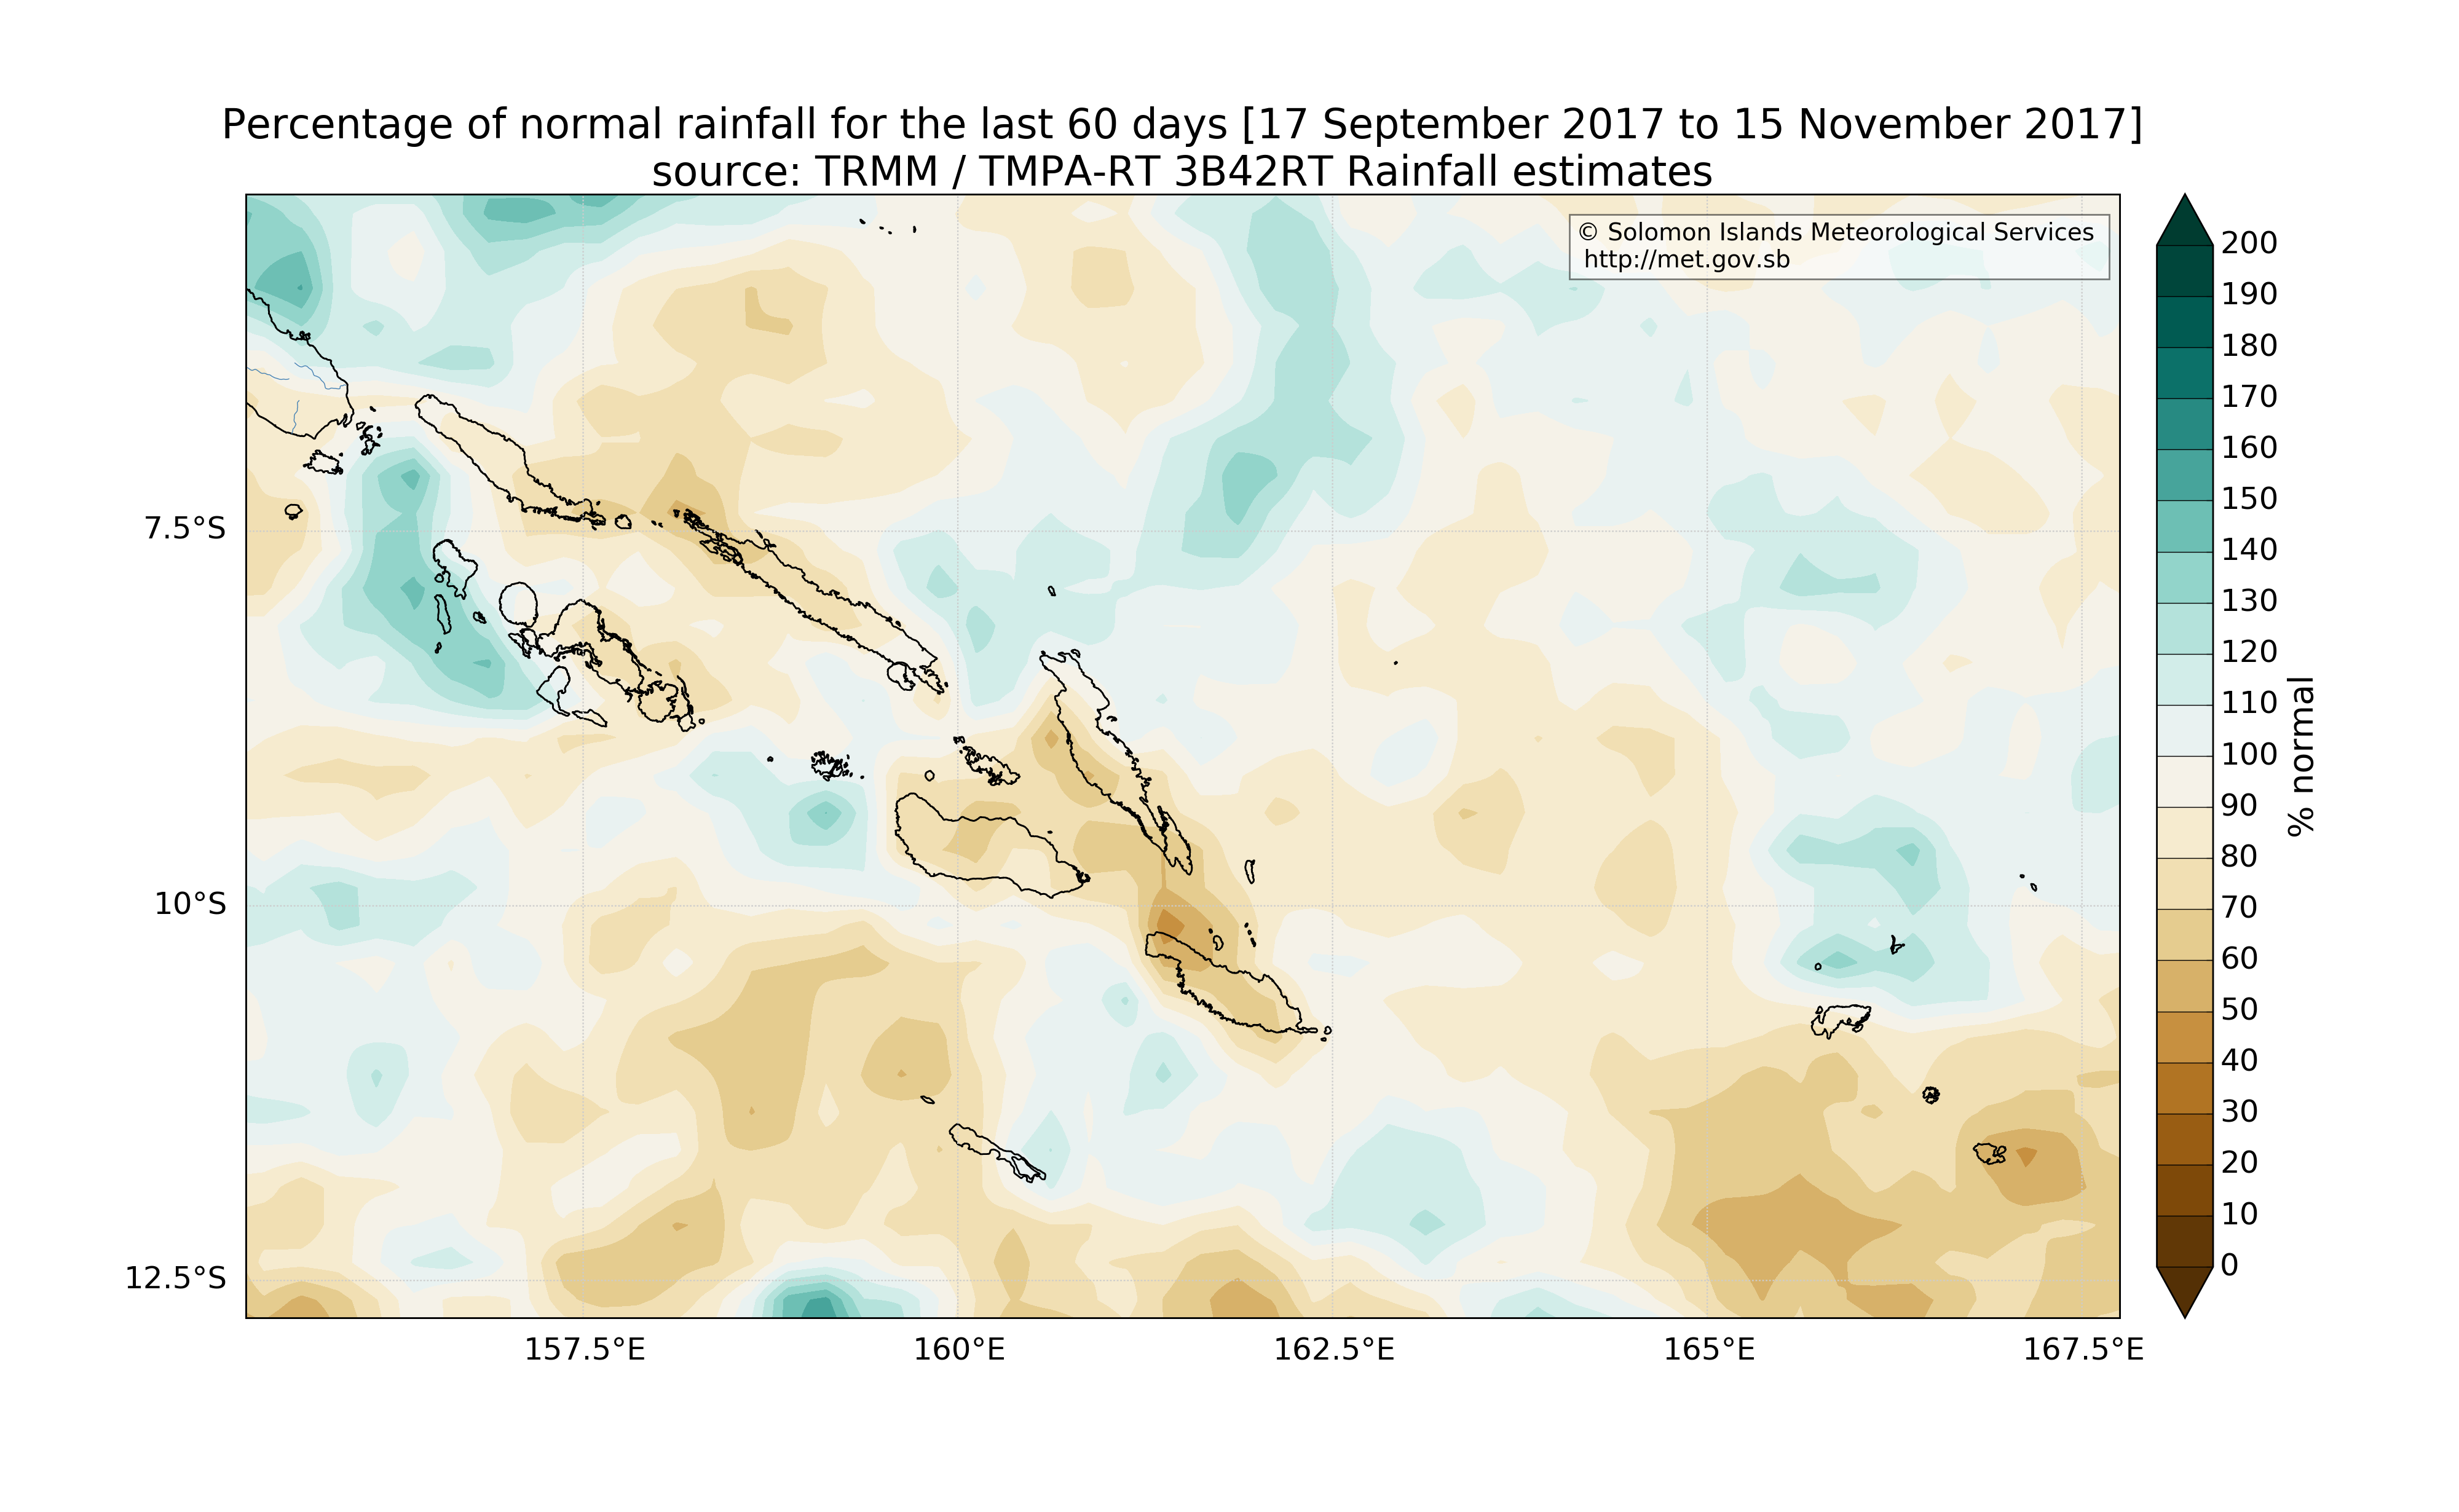 Percentage of normal rainfall for the last 60 days [17 September 2017 to 15 November 2017]
source: TRMM / TMPA-RT 3B42RT Rainfall estimates
© Solomon Islands Meteorological Services
http://met.gov.sb
7.5°S
10°S
12.5°S
157.5°E
160°E
162.5°E
165°E
167.5°E
200
190
180
170
160
150
140
130
120
110
100
90
80
70
60
50
40
30
20
10
0
% normal